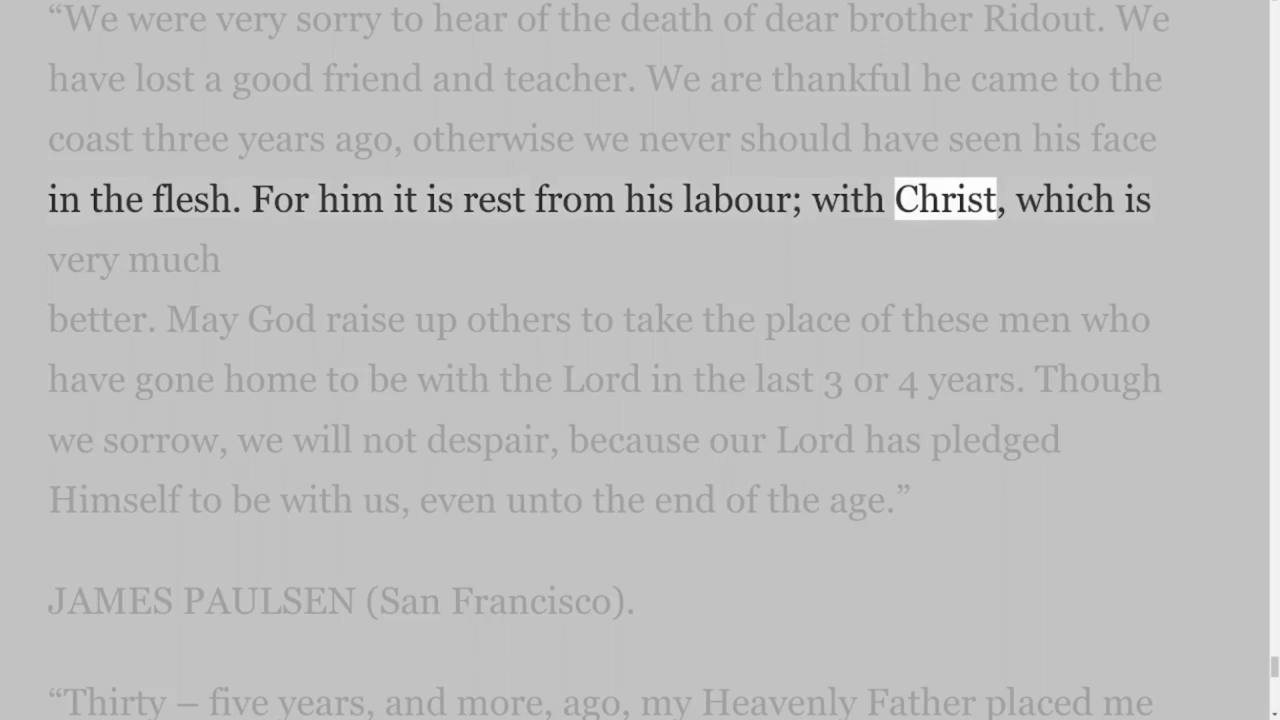 “We were very sorry to hear of the death of dear brother Ridout. We
have lost a good friend and teacher. We are thankful he came to the
coast three years ago, otherwise we never should have seen his face
in the flesh. For him it is rest from his labour; with Christ, which is
very much
better. May God raise up others to take the place of these men who
have gone home to be with the Lord in the last 3 or 4 years. Though
we sorrow, we will not despair, because our Lord has pledged
Himself to be with us, even unto the end of the age.”
JAMES PAULSEN (San Francisco).
“Thirty – five years, and more, ago, my Heavenly Father placed me